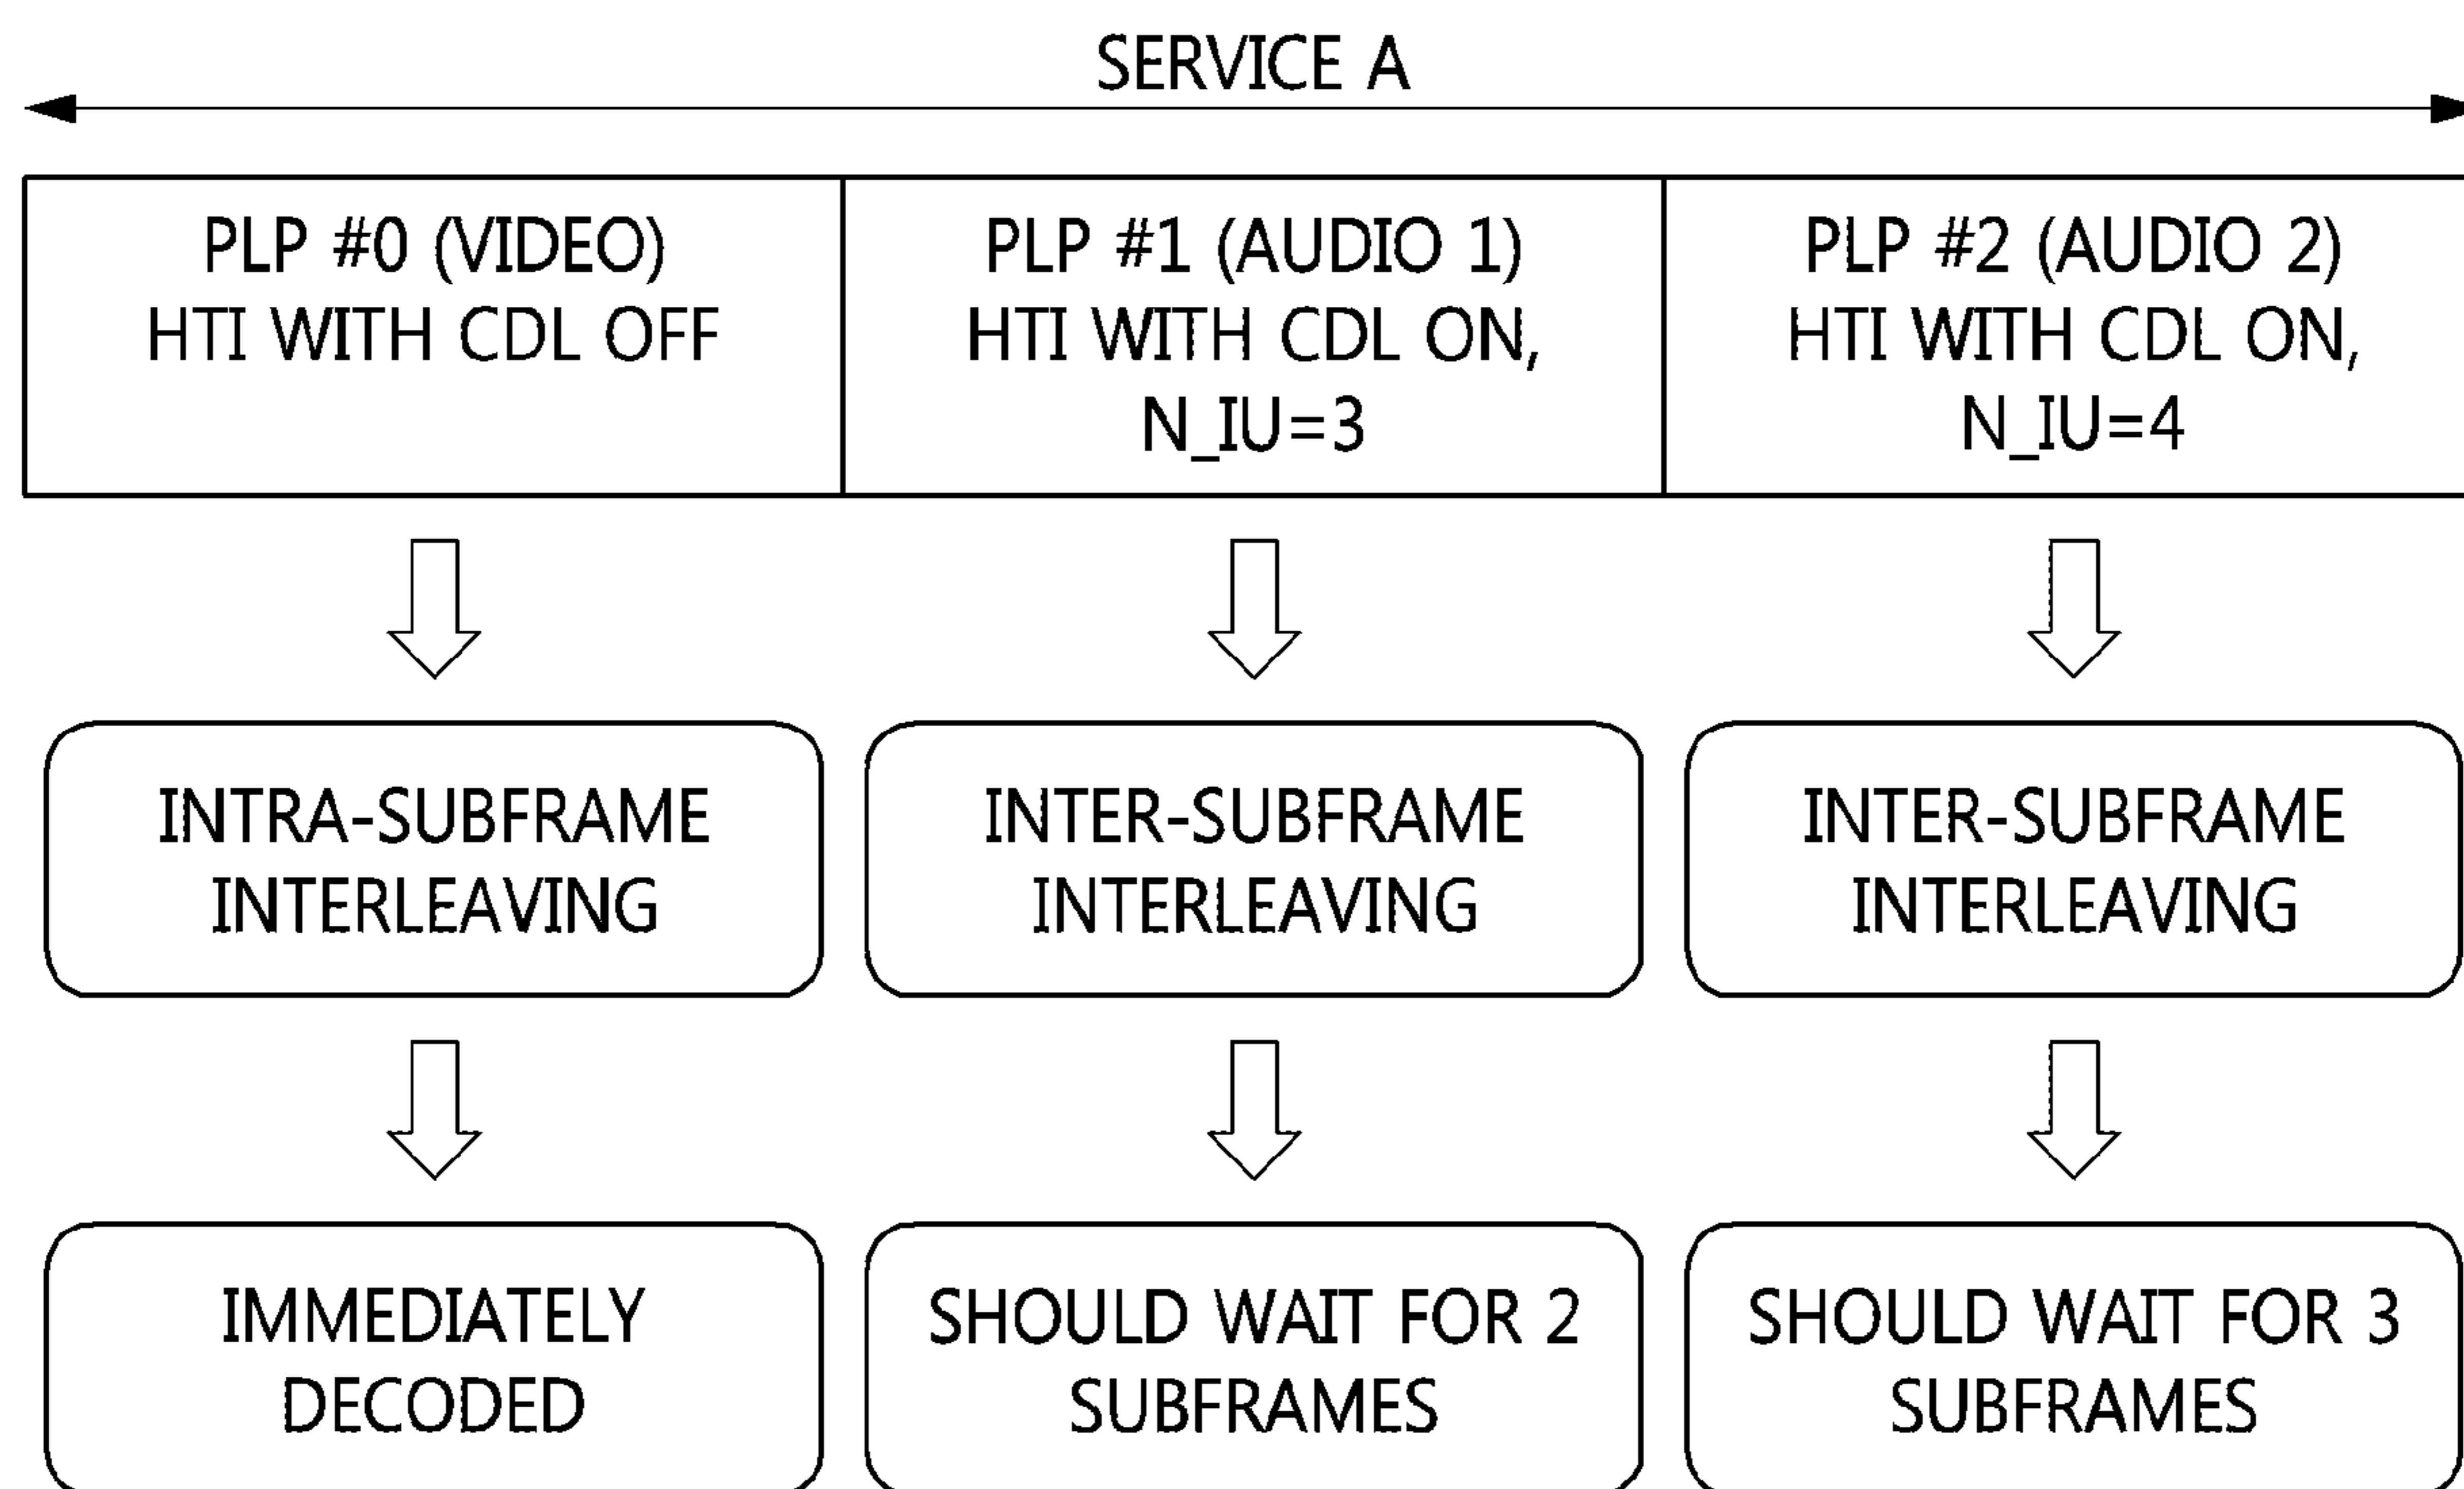 SERVICE A
PLP #0 (VIDEO)
HTI WITH CDL OFF
PLP #1 (AUDIO 1)
HTI WITH CDL ON,
N_IU=3
PLP #2 (AUDIO 2)
HTI WITH CDL ON,
N_IU=4
INTRA-SUBFRAME
INTERLEAVING
INTER-SUBFRAME
INTERLEAVING
INTER-SUBFRAME
INTERLEAVING
IMMEDIATELY
DECODED
SHOULD WAIT FOR 2
SUBFRAMES
SHOULD WAIT FOR 3
SUBFRAMES